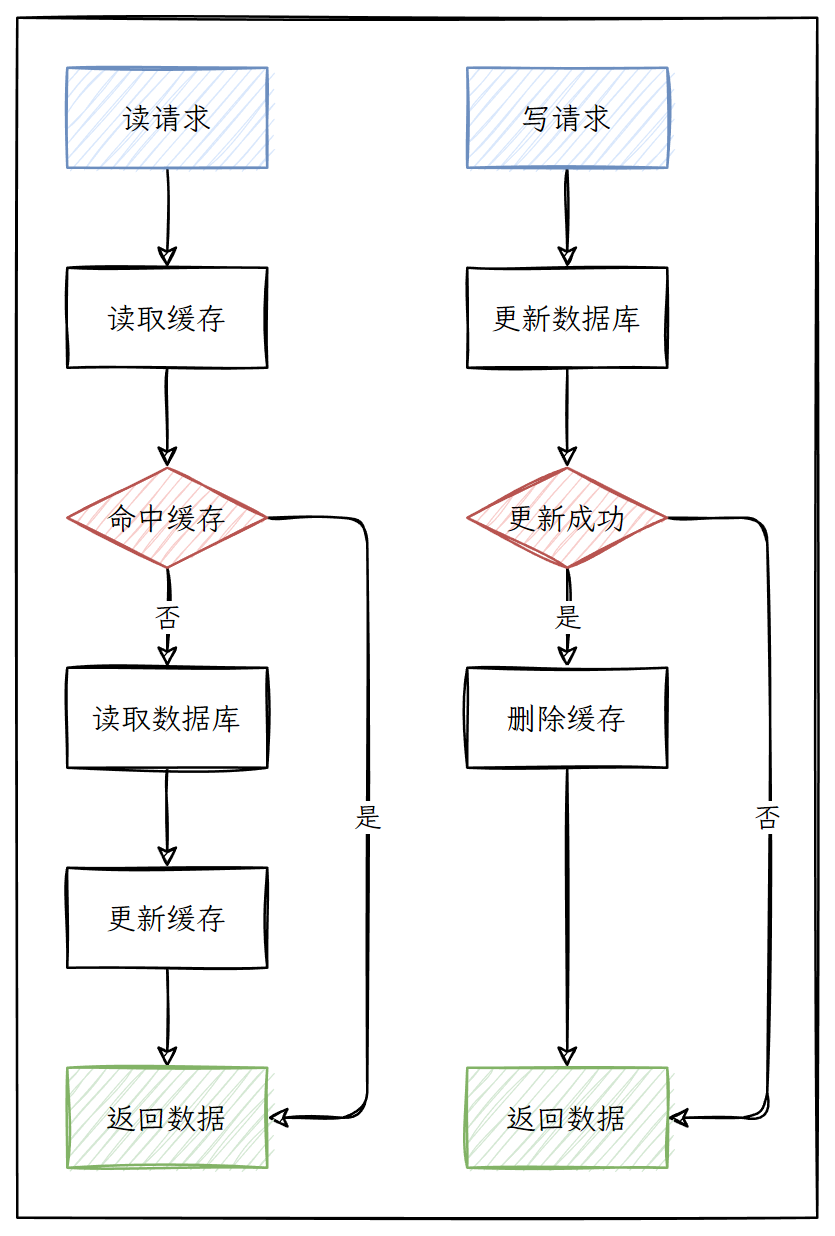 读请求
读取缓存
命中缓存
否
读取数据库
是
更新缓存
返回数据
写请求
更新数据库
更新成功
是
删除缓存
否
返回数据